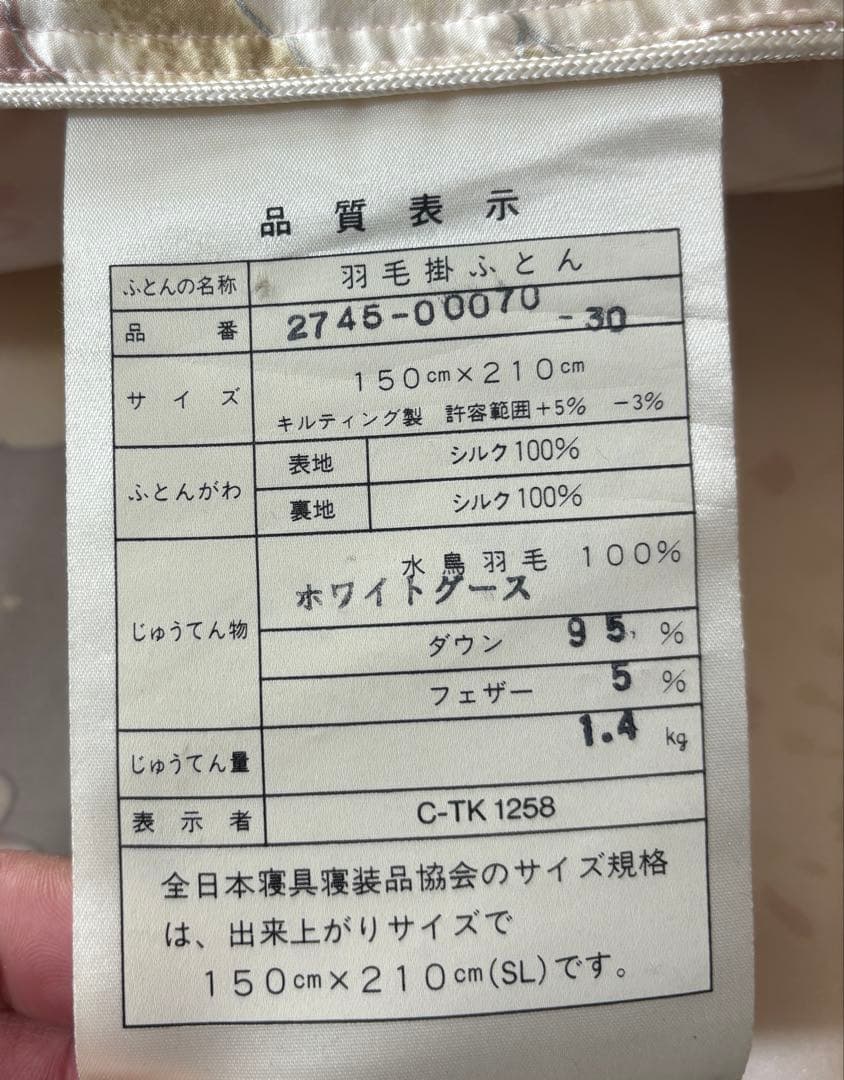 品質表示
ふとんの名称 羽毛掛ふとん
品番 2745-00070-30
サイズ 150cm×210cm
キルティング製 許容範囲+5% -3%
ふとんがわ 表地 シルク100%
裏地 シルク100%
じゅうてん物 水鳥羽毛 100%
ホワイトグース
ダウン 95%
フェザー 5%
じゅうてん量 1.4kg
表示者 C-TK1258
全日本寝具寝装品協会のサイズ規格
は、出来上がりサイズで
150cm×210cm(SL)です。